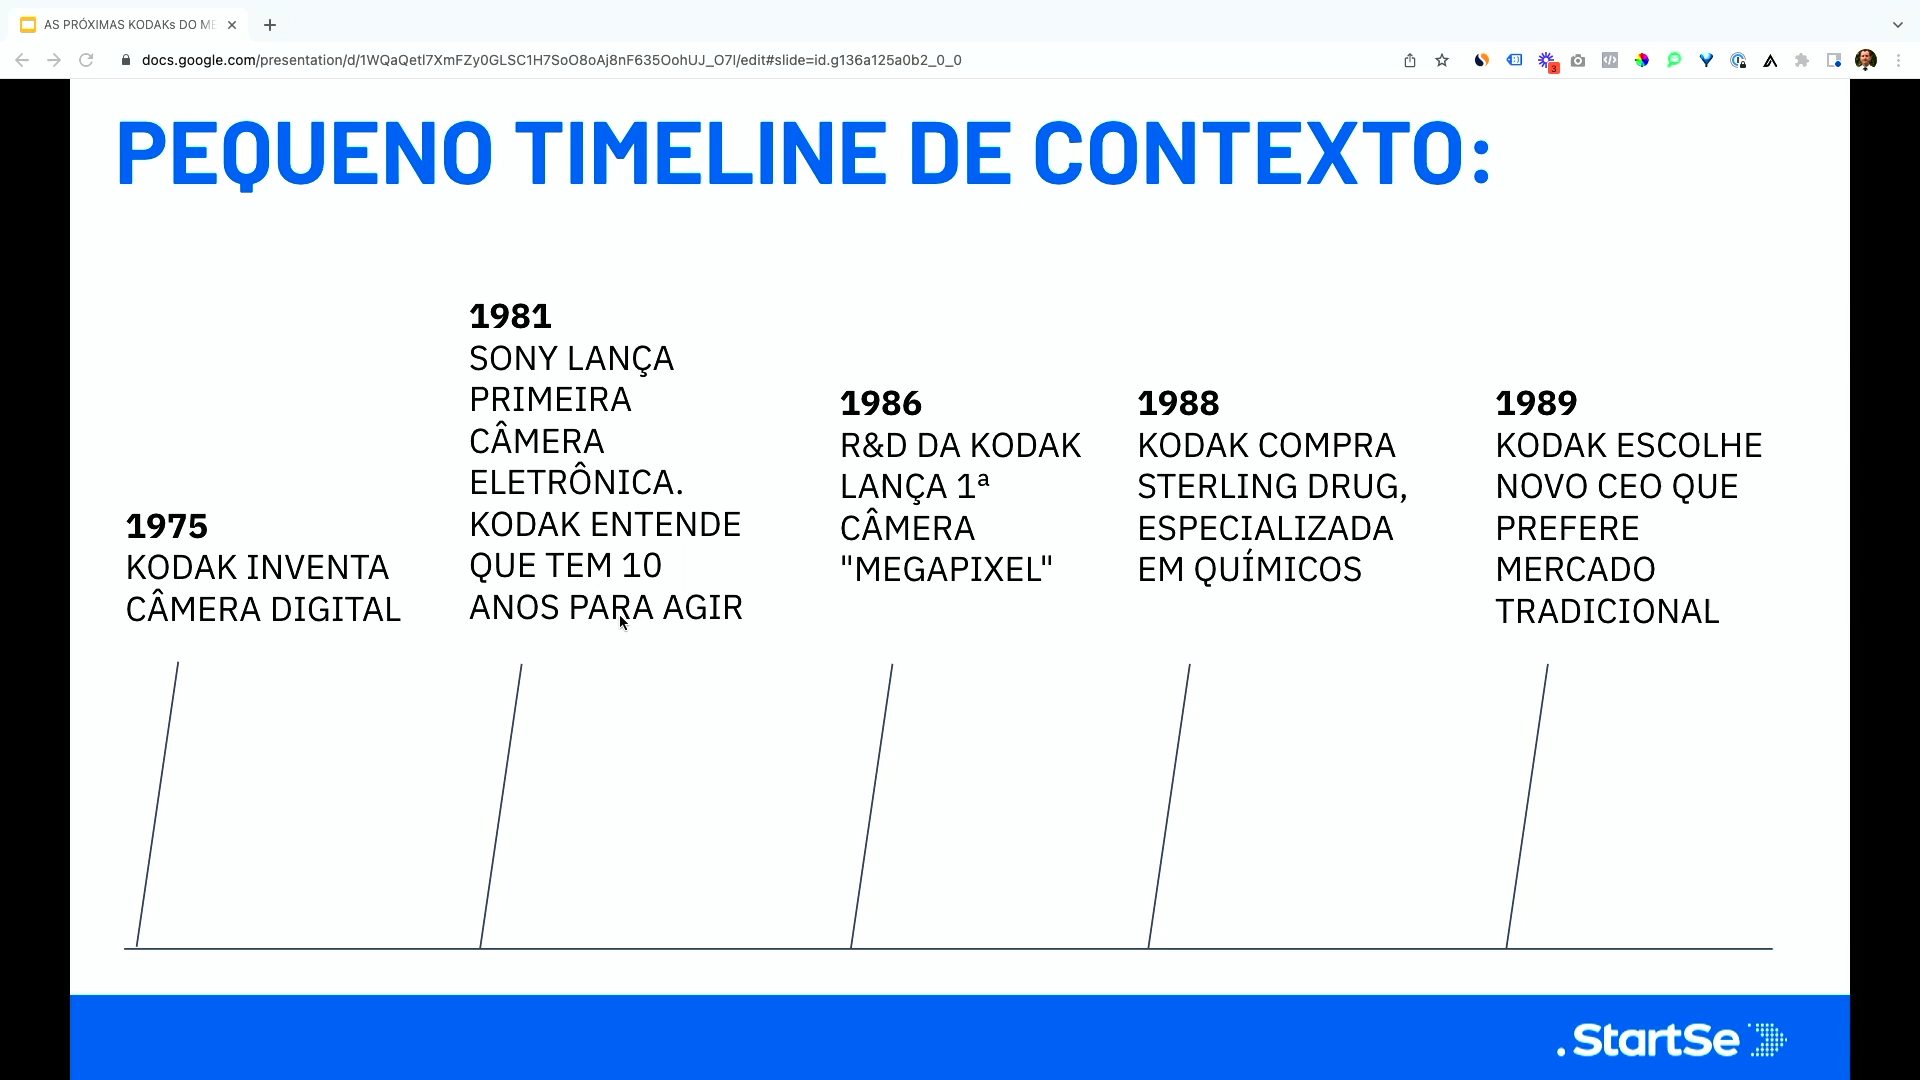 AS PRÓXIMAS KODAKs DO ME
docs.google.com/presentation/d/1WQaQetl7XmFZy0GLSC1H7SoO8oAj8nF635OohUJ_O7I/edit#slide=id.g136a125a0b2_0_0
3
PEQUENO TIMELINE DE CONTEXTO:
1975
KODAK INVENTA
CÂMERA DIGITAL
1981
SONY LANÇA
PRIMEIRA
CÂMERA
ELETRÔNICA.
KODAK ENTENDE
QUE TEM 10
ANOS PARA AGIR
1986
R&D DA KODAK
LANÇA 1ª
CÂMERA
"MEGAPIXEL"
1988
KODAK COMPRA
STERLING DRUG,
ESPECIALIZADA
EM QUÍMICOS
1989
KODAK ESCOLHE
NOVO CEO QUE
PREFERE
MERCADO
TRADICIONAL
.StartSe